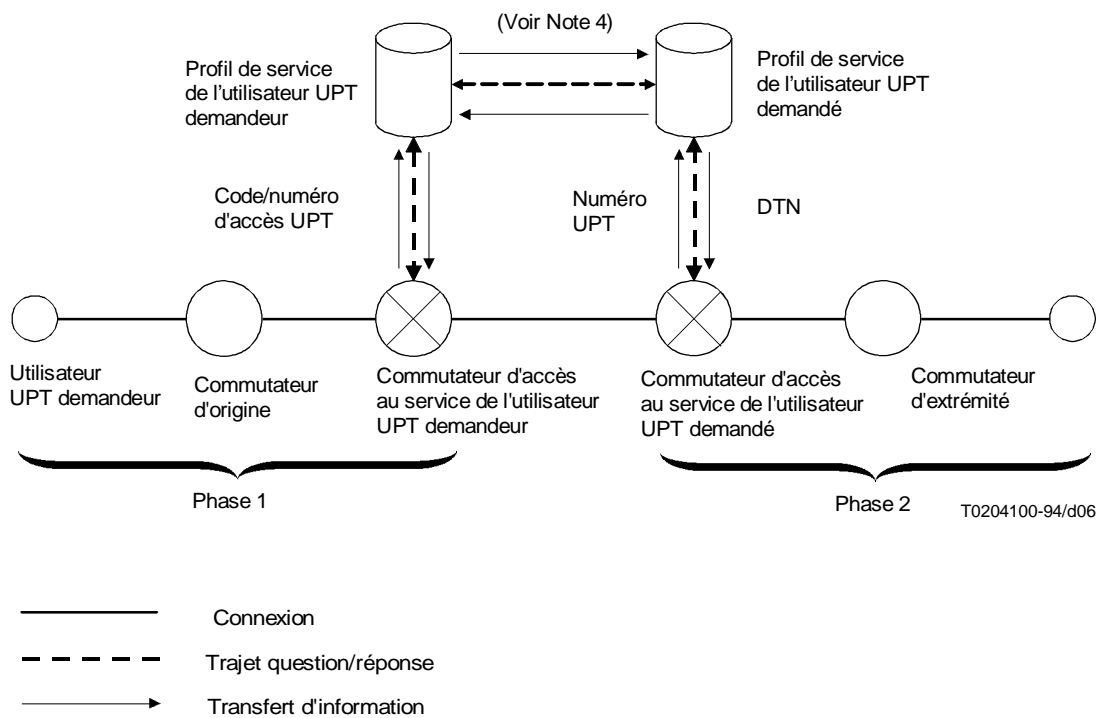 (Voir Note 4)
Profil de service
de l'utilisateur UPT
demandeur
Profil de service
de l'utilisateur UPT
demandé
Code/numéro
d'accès UPT
Numéro
UPT
DTN
Utilisateur
UPT demandeur
Commutateur
d'origine
Commutateur d'accès
au service de l'utilisateur
UPT demandeur
Commutateur d'accès
au service de l'utilisateur
UPT demandé
Commutateur
d'extrémité
Phase 1
Phase 2
T0204100-94/d06
Connexion
Trajet question/réponse
Transfert d'information